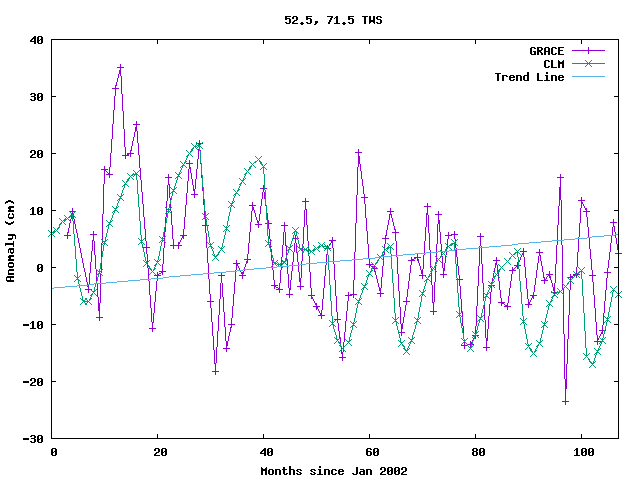 52.5, 71.5 TWS
GRACE
CLM
Trend Line
40
30
20
10
0
-10
-20
-30
Anomaly (cm)
0 20 40 60 80 100
Months since Jan 2002